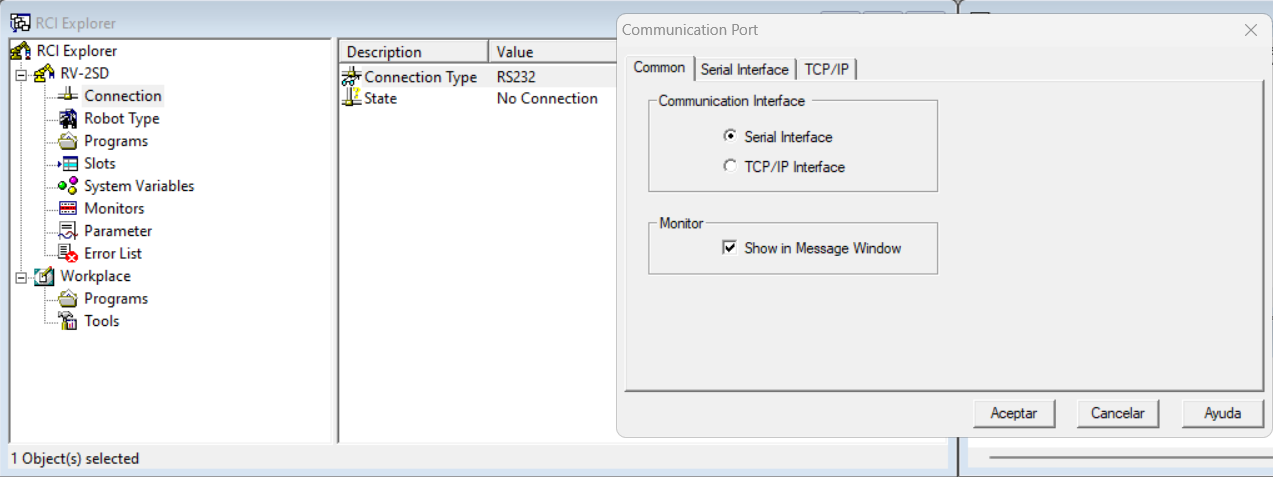 RCI Explorer
RCI Explorer
RV-2SD
Connection
Robot Type
Programs
Slots
System Variables
Monitors
Parameter
Error List
Workplace
Programs
Tools
Description Value
Connection Type RS232
State No Connection
1 Object(s) selected
Communication Port
Common Serial Interface TCP/IP
Communication Interface
Serial Interface
TCP/IP Interface
Monitor
Show in Message Window
Aceptar Cancelar Ayuda